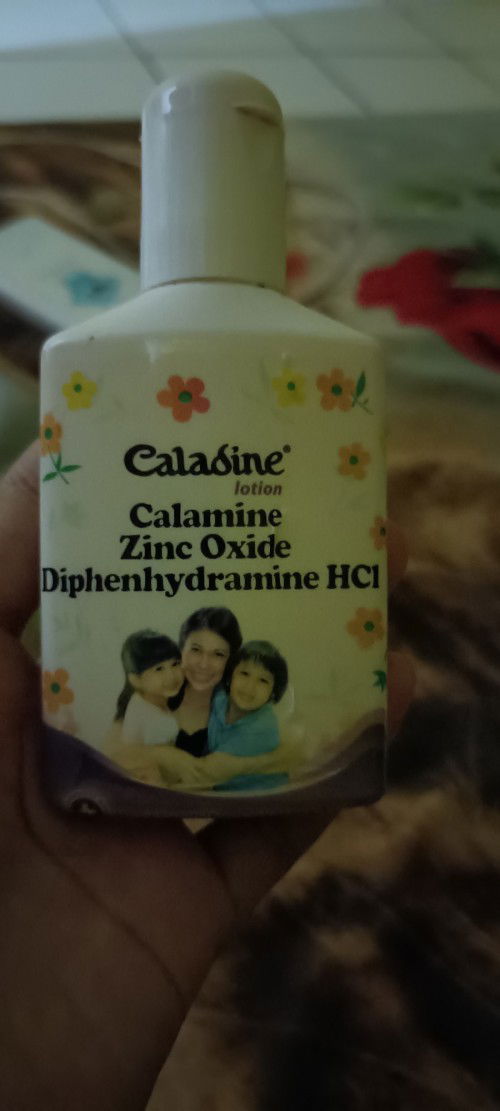 Caladine®
lotion
Calamine
Zinc Oxide
Diphenhydramine HCl